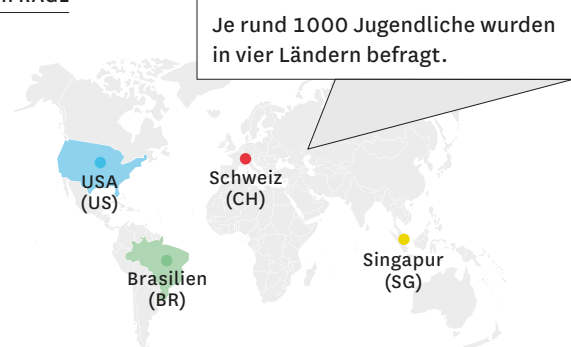 Je rund 1000 Jugendliche wurden
in vier Ländern befragt.
USA
(US)
Schweiz
(CH)
Brasilien
(BR)
Singapur
(SG)